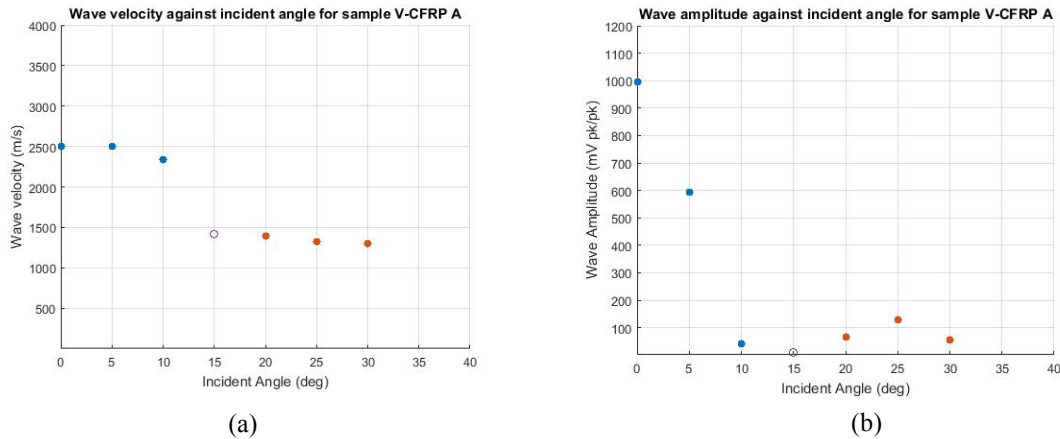 Wave velocity against incident angle for sample V-CFRP A
4000
3500
3000
2500
2000
1500
1000
500
Wave velocity (m/s)
0 5 10 15 20 25 30 35 40
Incident Angle (deg)
(a)
Wave amplitude against incident angle for sample V-CFRP A
1200
1100
1000
900
800
700
600
500
400
300
200
100
Wave Amplitude (mV pk/pk)
0 5 10 15 20 25 30 35 40
Incident Angle (deg)
(b)